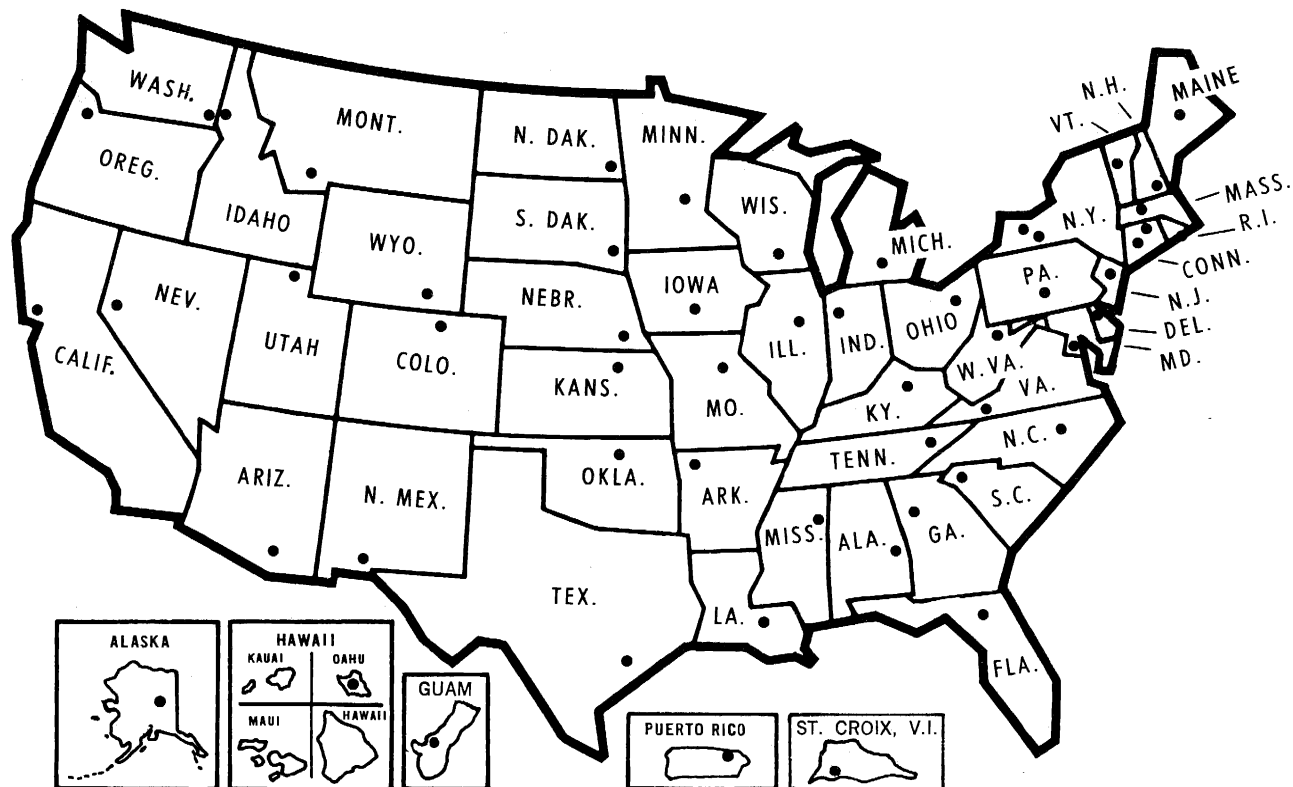 WASH.
MONT.
N. DAK.
MINN.
VT.
N.H.
MAINE
OREG.
IDAHO
WYO.
S. DAK.
WIS.
MICH.
N.Y.
MASS.
R.I.
CONN.
N.J.
DEL.
MD.
NEV.
UTAH
COLO.
NEBR.
IOWA
ILL.
IND.
OHIO
PA.
W.VA.
VA.
CALIF.
KANS.
MO.
KY.
ARIZ.
N. MEX.
OKLA.
ARK.
TENN.
N.C.
S.C.
TEX.
LA.
MISS.
ALA.
GA.
FLA.
ALASKA
HAWAII
KAUAI
OAHU
MAUI
HAWAII
GUAM
PUERTO RICO
ST. CROIX, V.I.